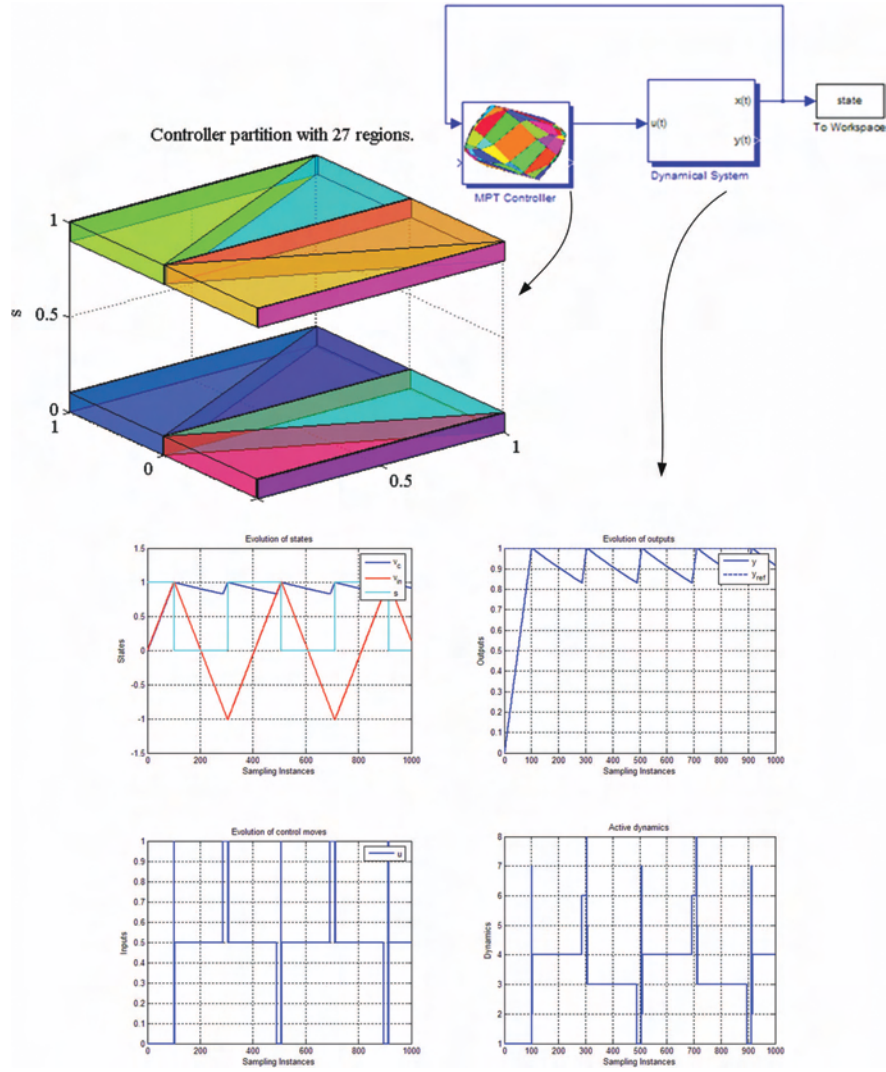 x(t)
state
u(t)
y(t)
To Workspace
Dynamical System
MPT Controller
Controller partition with 27 regions.
1
0.5
s
0
1
0
0.5
1
Evolution of states
1.5
1
0.5
0
-0.5
-1
-1.5
States
v_c
v_in
s
0 200 400 600 800 1000
Sampling Instances
Evolution of outputs
1
0.9
0.8
0.7
0.6
0.5
0.4
0.3
0.2
0.1
0
Outputs
y
y_ref
0 100 200 300 400 500 600 700 800 900 1000
Sampling Instances
Evolution of control moves
1
0.9
0.8
0.7
0.6
0.5
0.4
0.3
0.2
0.1
0
Inputs
u
0 200 400 600 800 1000
Sampling Instances
Active dynamics
8
7
6
5
4
3
2
1
Dynamics
0 100 200 300 400 500 600 700 800 900 1000
Sampling Instances